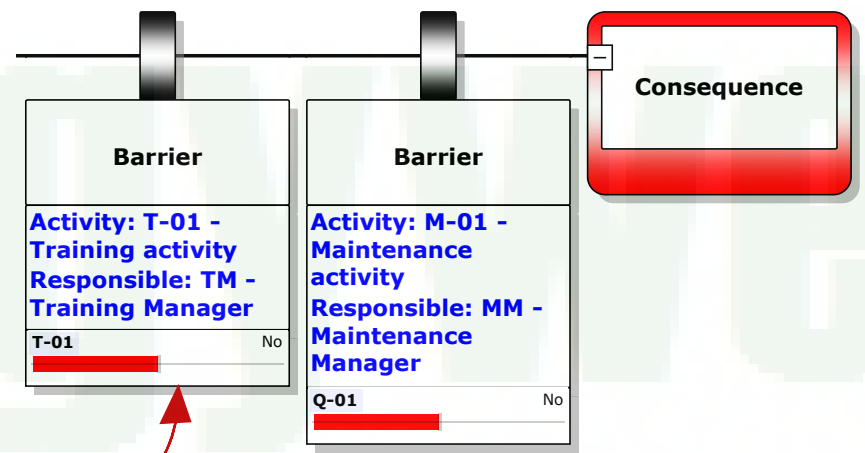 Consequence
Barrier
Activity: T-01 -
Training activity
Responsible: TM -
Training Manager
T-01 No
Barrier
Activity: M-01 -
Maintenance
activity
Responsible: MM -
Maintenance
Manager
Q-01 No